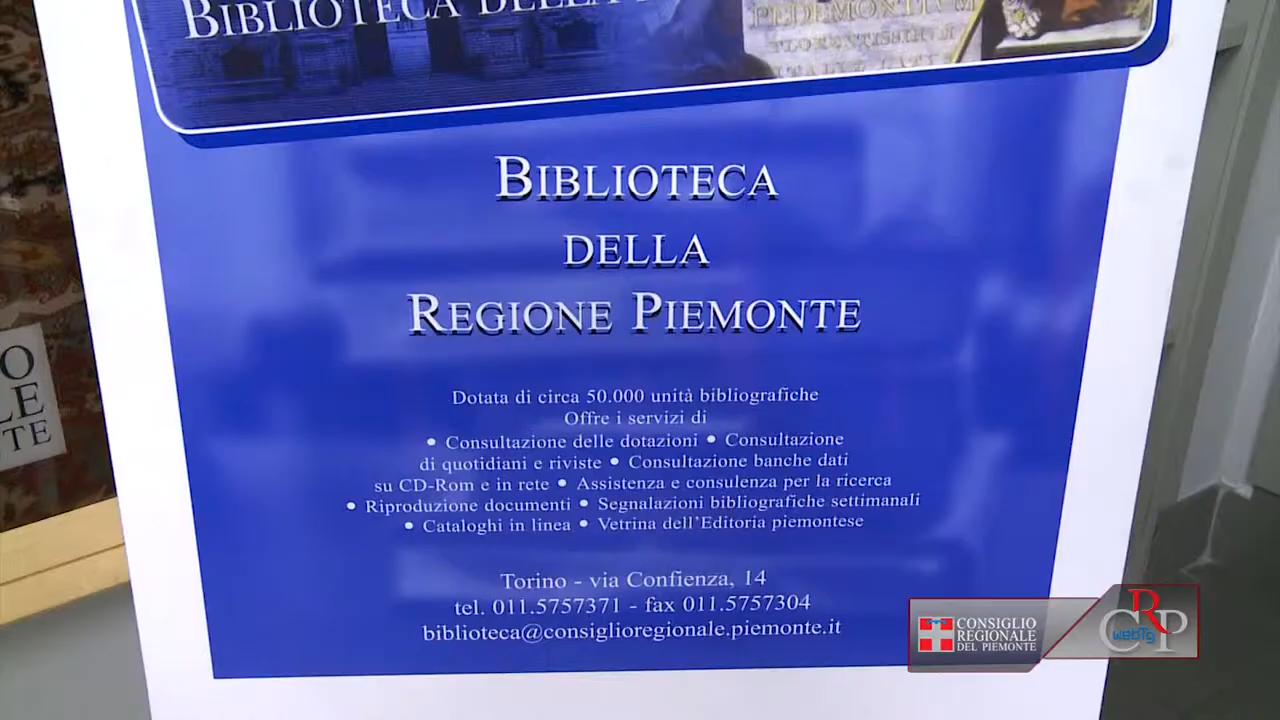 BIBLIOTECA DELLA
PEDEMONTIVM
BIBLIOTECA
DELLA
REGIONE PIEMONTE
Dotata di circa 50.000 unità bibliografiche
Offre i servizi di
• Consultazione delle dotazioni • Consultazione
di quotidiani e riviste • Consultazione banche dati
su CD-Rom e in rete • Assistenza e consulenza per la ricerca
• Riproduzione documenti • Segnalazioni bibliografiche settimanali
• Cataloghi in linea • Vetrina dell'Editoria piemontese
Torino - via Confienza, 14
tel. 011.5757371 - fax 011.5757304
biblioteca@consiglioregionale.piemonte.it
O
LE
TE
CONSIGLIO
REGIONALE
DEL PIEMONTE
CRP
webTg